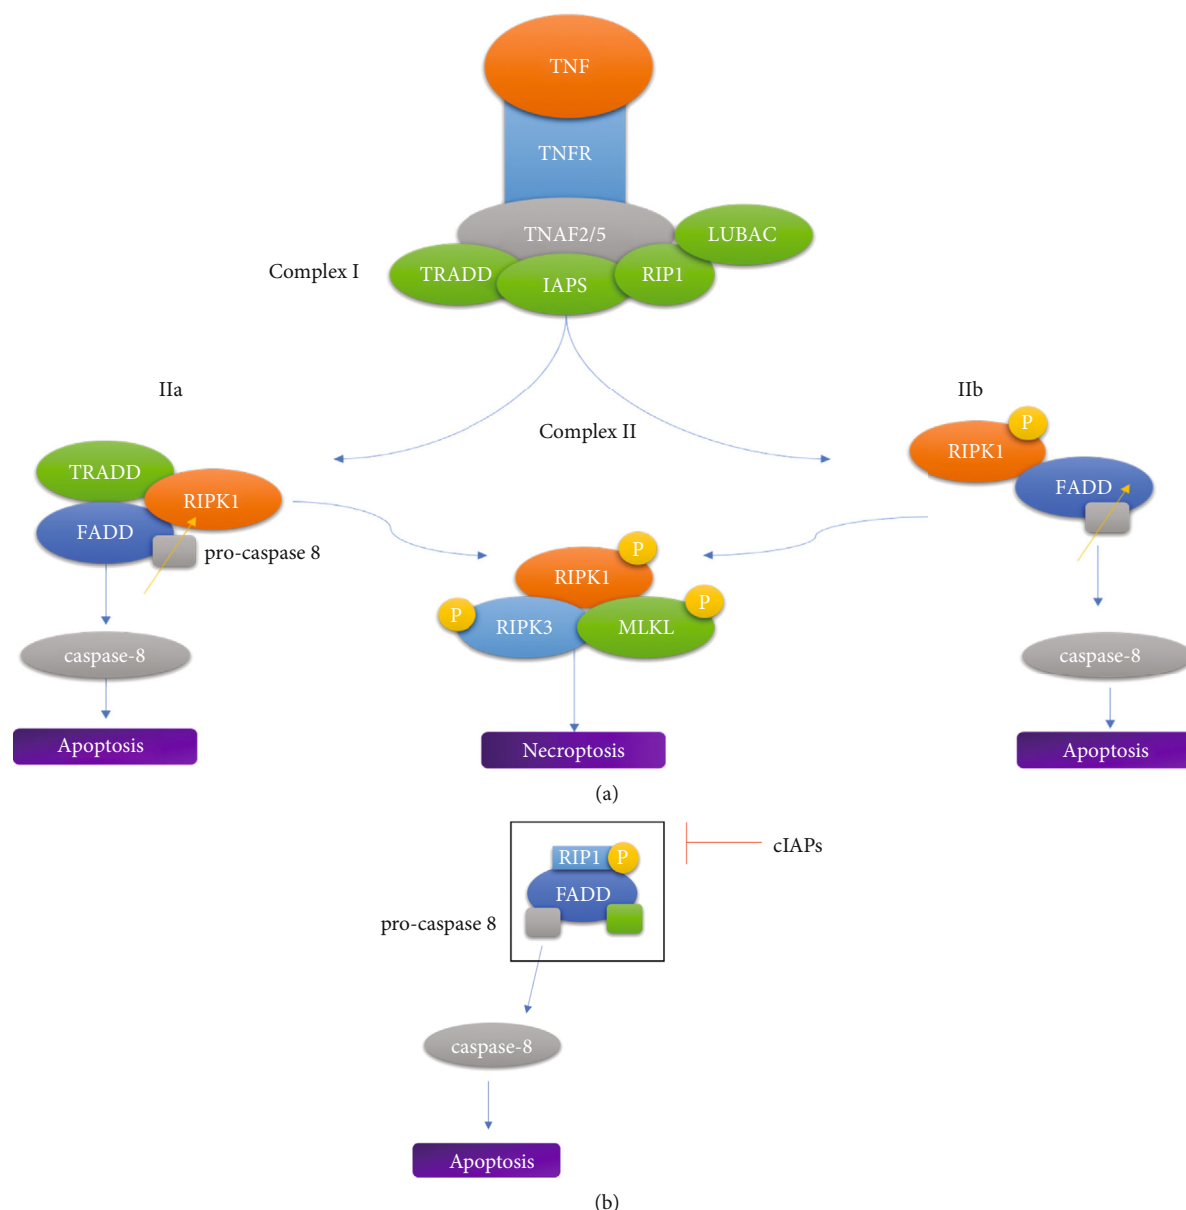 TNF
TNFR
TNAF2/5
LUBAC
Complex I
TRADD
IAPS
RIP1
IIa
IIb
Complex II
P
RIPK1
TRADD
RIPK1
FADD
FADD
pro-caspase 8
P
RIPK1
P
P
RIPK3
MLKL
caspase-8
caspase-8
Apoptosis
Necroptosis
Apoptosis
(a)
cIAPs
RIP1 P
FADD
pro-caspase 8
caspase-8
Apoptosis
(b)